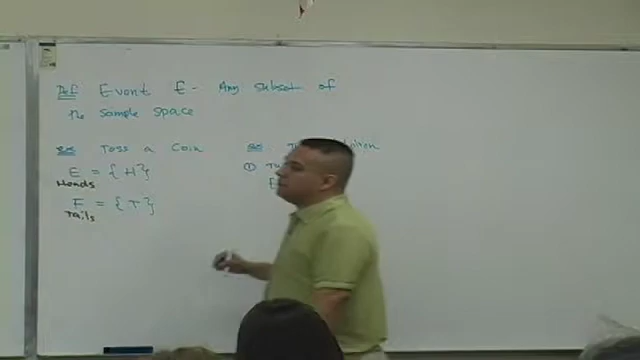 Def Event E - Any subset of
the sample space
ex Toss a Coin
E = { H }
Heads
E = { T }
Tails
ex
①
E